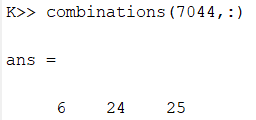 K>> combinations(7044,:)
ans =
6 24 25